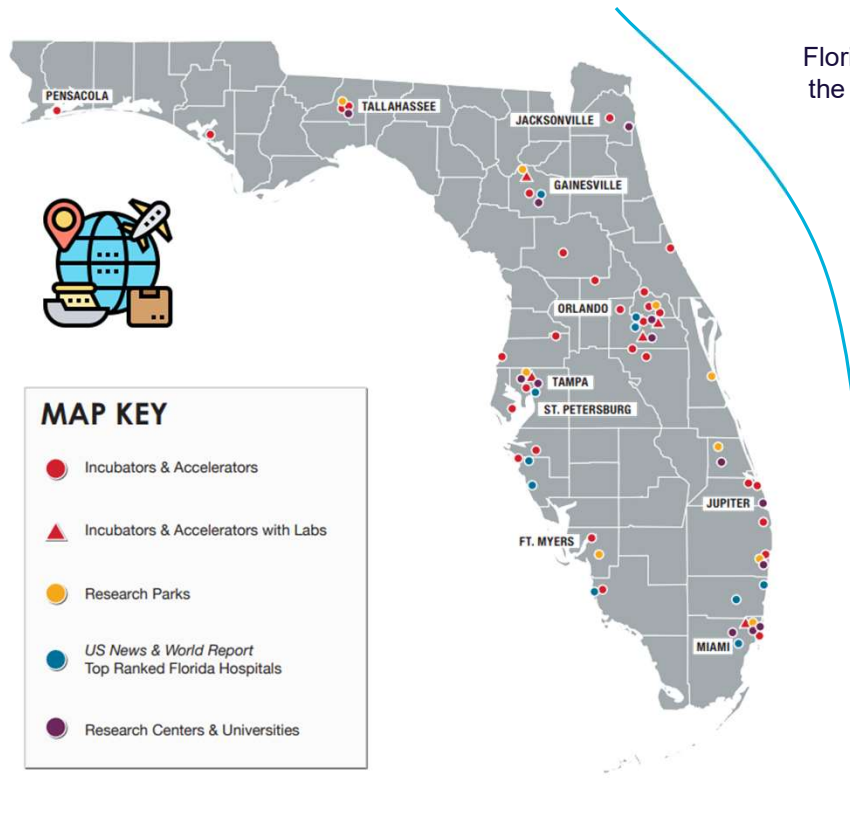 Flor
the
PENSACOLA
TALLAHASSEE
JACKSONVILLE
GAINESVILLE
ORLANDO
TAMPA
ST. PETERSBURG
JUPITER
FT. MYERS
MIAMI
MAP KEY
Incubators & Accelerators
Incubators & Accelerators with Labs
Research Parks
US News & World Report
Top Ranked Florida Hospitals
Research Centers & Universities